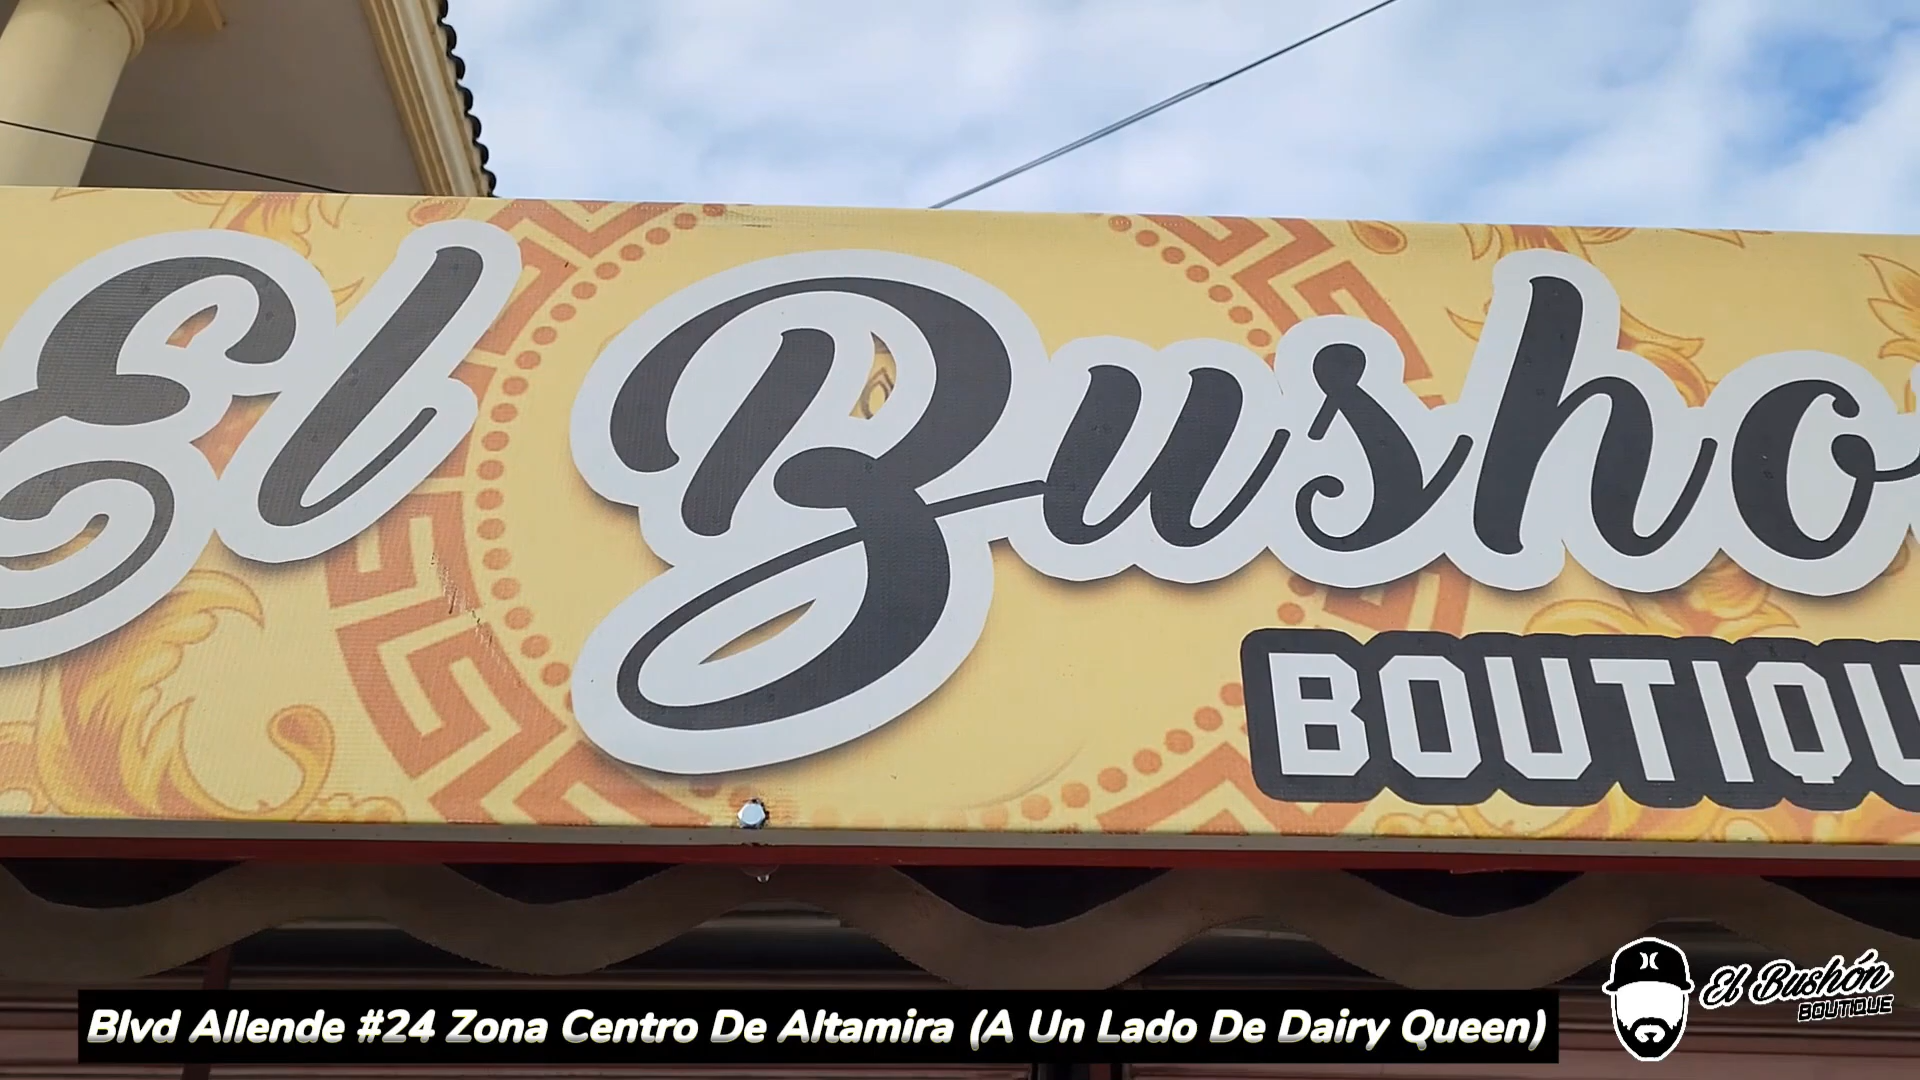 El Busho
BOUTIQU
Blvd Allende #24 Zona Centro De Altamira (A Un Lado De Dairy Queen)
El Bushón
BOUTIQUE